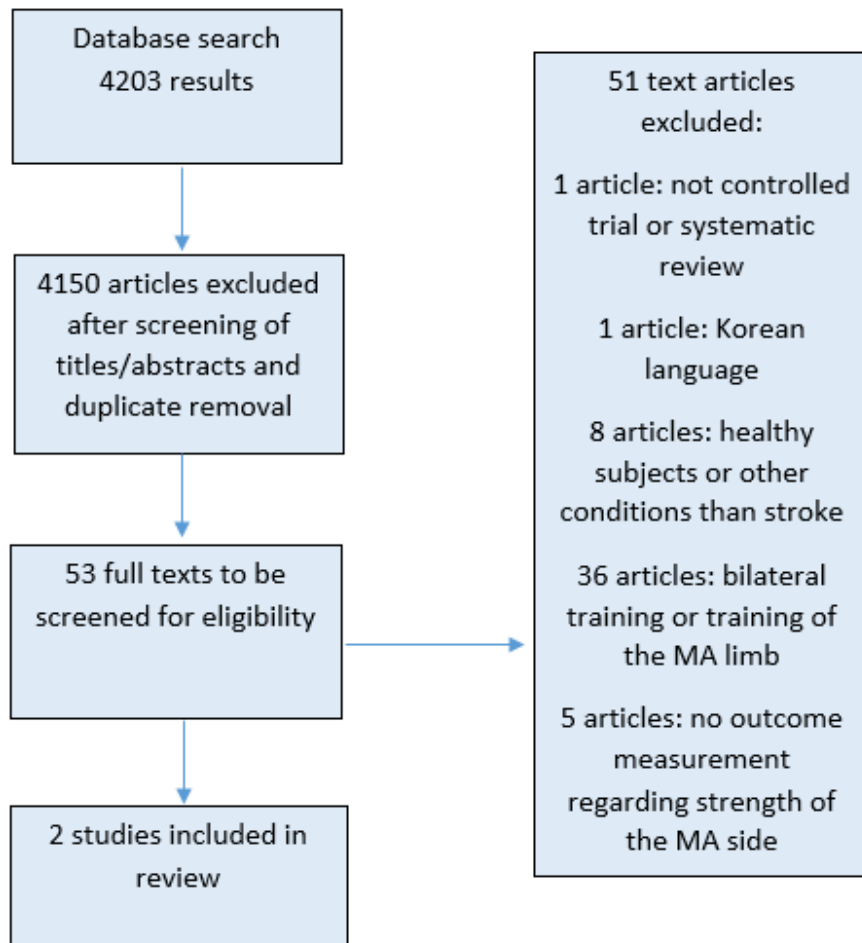 Database search
4203 results
4150 articles excluded
after screening of
titles/abstracts and
duplicate removal
53 full texts to be
screened for eligibility
2 studies included in
review
51 text articles
excluded:
1 article: not controlled
trial or systematic
review
1 article: Korean
language
8 articles: healthy
subjects or other
conditions than stroke
36 articles: bilateral
training or training of
the MA limb
5 articles: no outcome
measurement
regarding strength of
the MA side